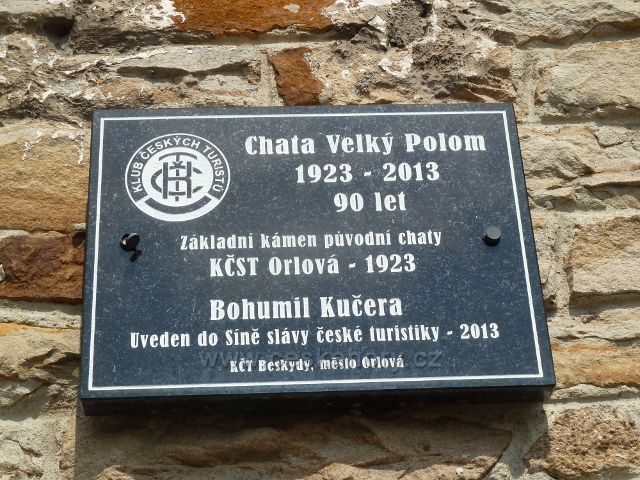 KLUB ČESKÝCH TURISTŮ
Chata Velký Polom
1923 - 2013
90 let
Základní kámen původní chaty
KČST Orlová - 1923
Bohumil Kučera
Uveden do Síně slávy české turistiky - 2013
KČT Beskydy, město Orlová